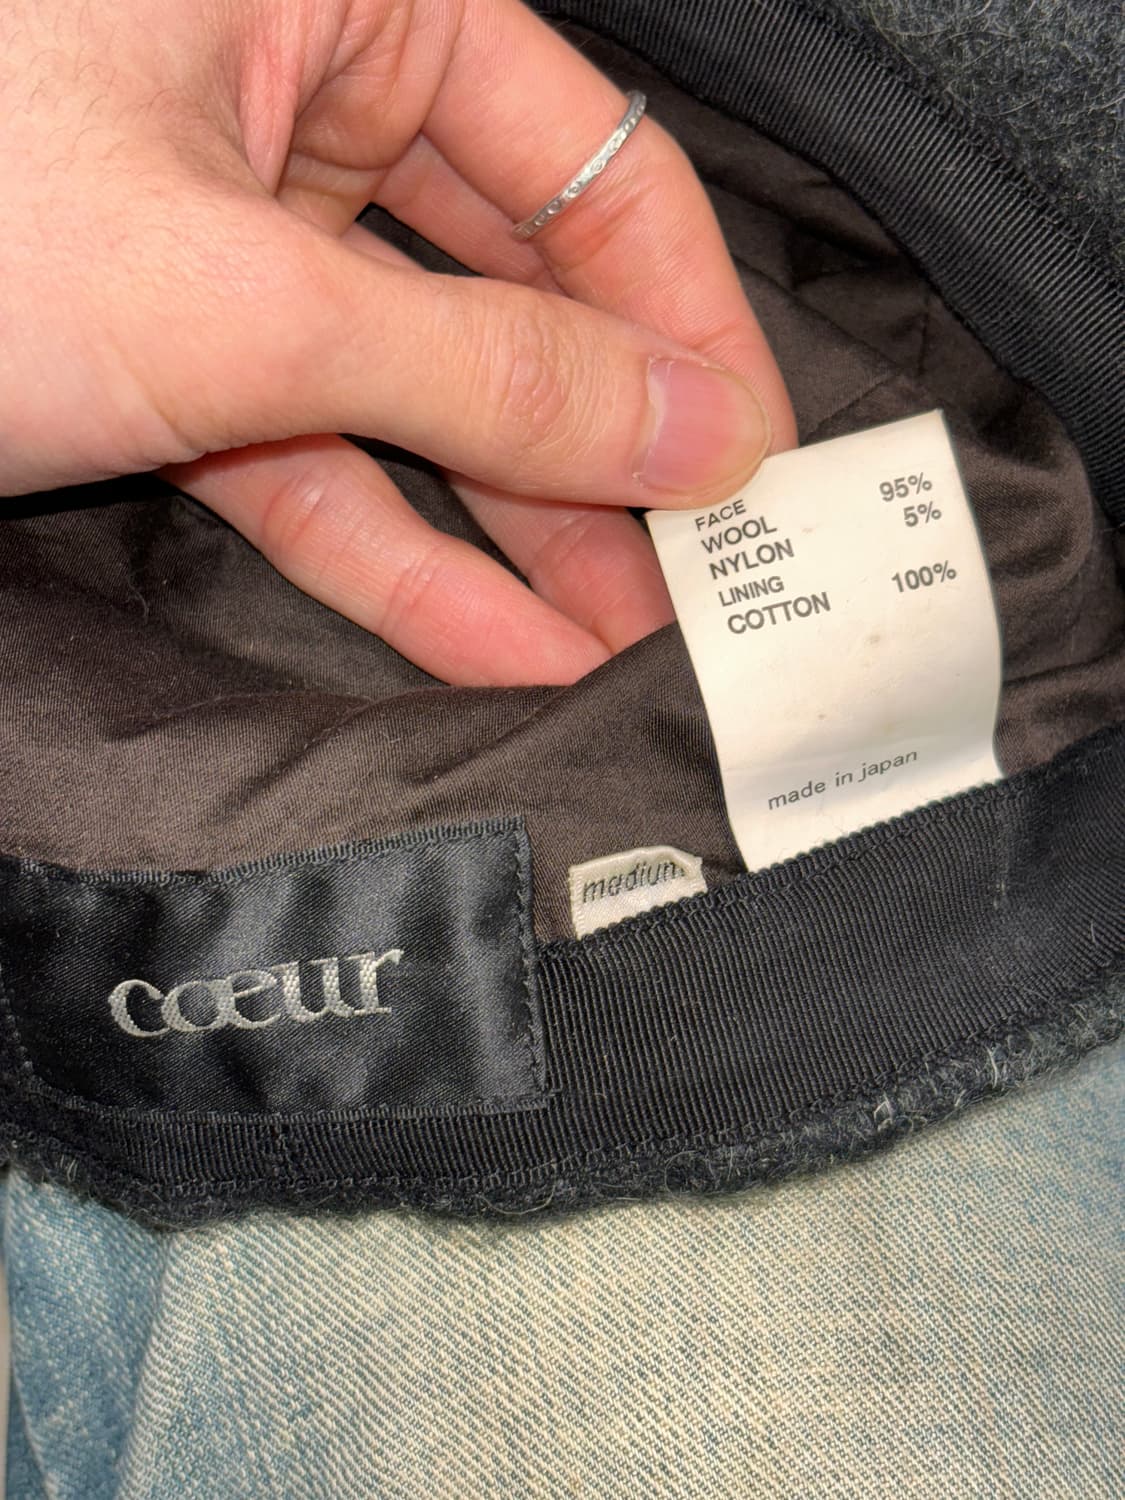 FACE
WOOL 95%
NYLON 5%
LINING
COTTON 100%
made in japan
medium
coeur